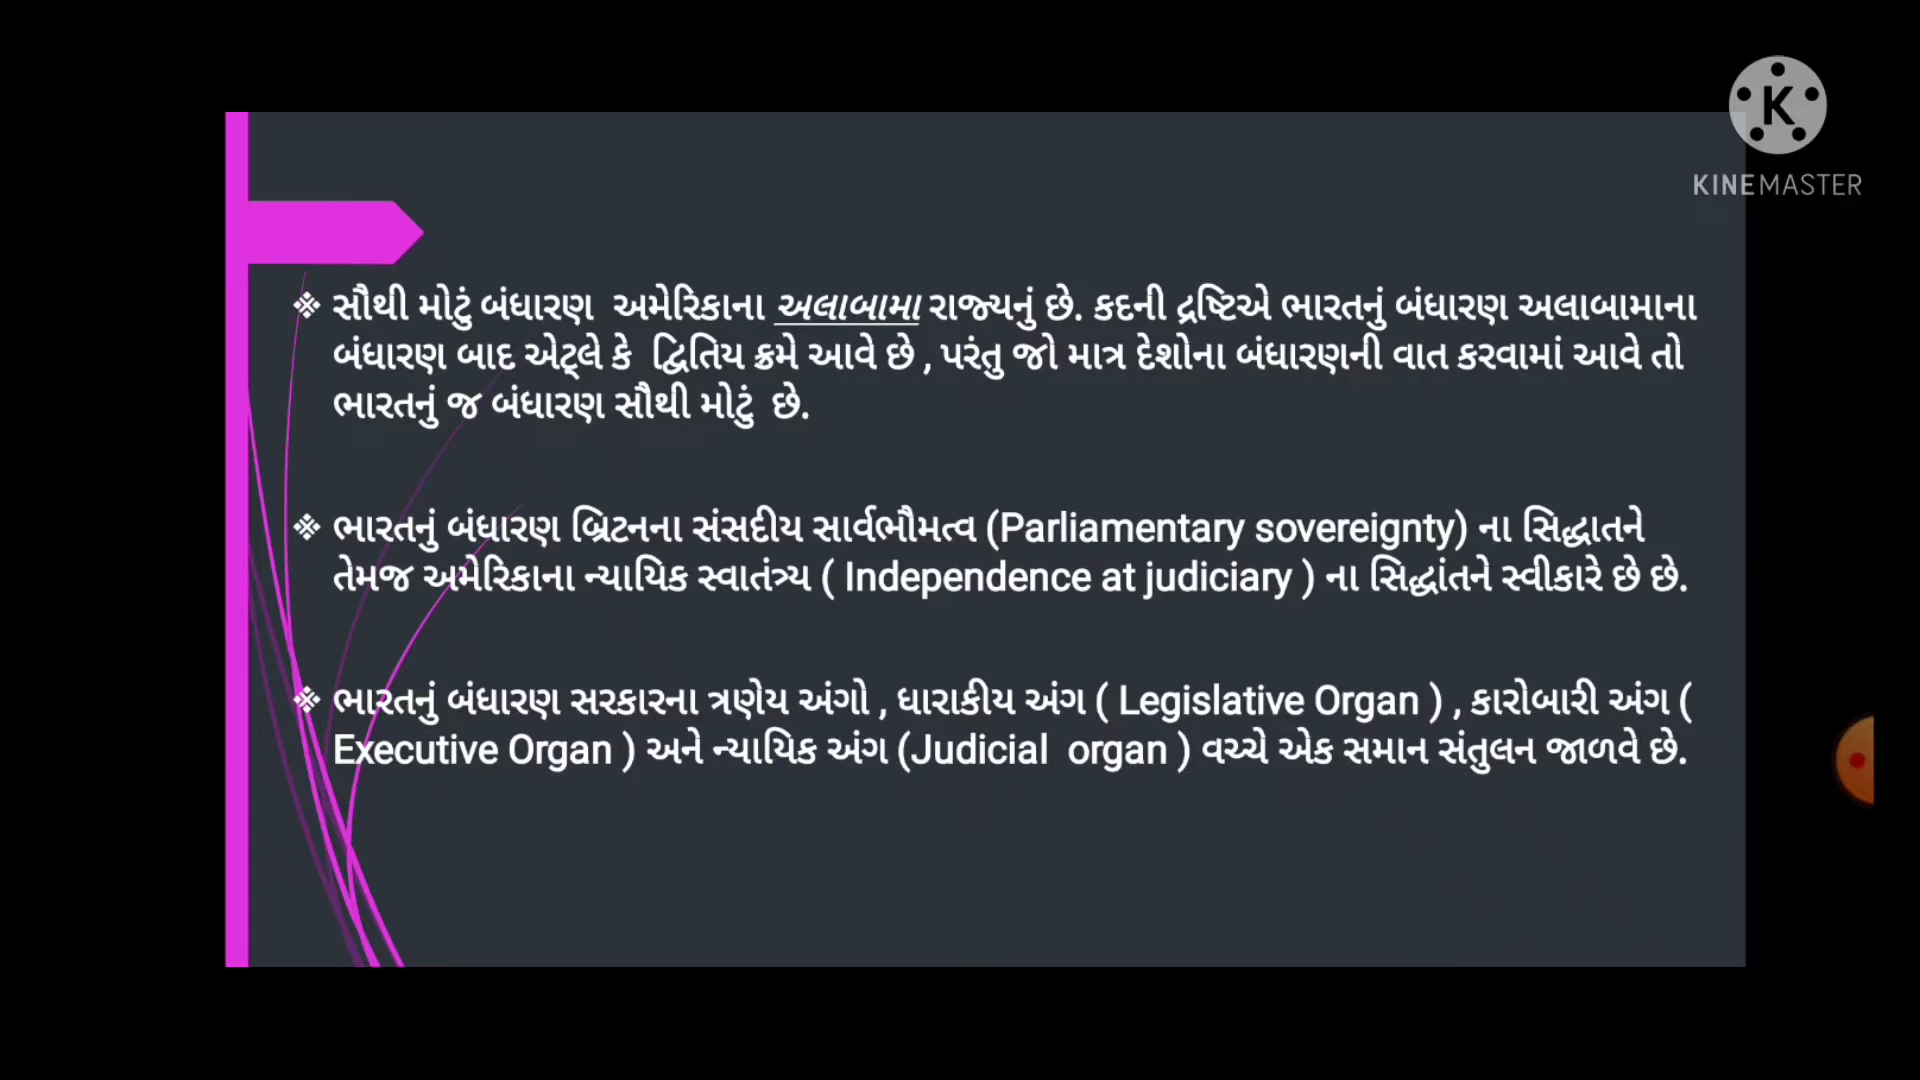 K
KINEMASTER
❖ સૌથી મોટું બંધારણ અમેરિકાના અલાબામા રાજ્યનું છે. કદની દ્રષ્ટિએ ભારતનું બંધારણ અલાબામાના
બંધારણ બાદ એટ્લે કે દ્વિતિય ક્રમે આવે છે , પરંતુ જો માત્ર દેશોના બંધારણની વાત કરવામાં આવે તો
ભારતનું જ બંધારણ સૌથી મોટું છે.
❖ ભારતનું બંધારણ બ્રિટનના સંસદીય સાર્વભૌમત્વ (Parliamentary sovereignty) ના સિદ્ધાતને
તેમજ અમેરિકાના ન્યાયિક સ્વાતંત્ર્ય ( Independence at judiciary ) ના સિદ્ધાંતને સ્વીકારે છે છે.
❖ ભારતનું બંધારણ સરકારના ત્રણેય અંગો , ધારાકીય અંગ ( Legislative Organ ) , કારોબારી અંગ (
Executive Organ ) અને ન્યાયિક અંગ (Judicial organ ) વચ્ચે એક સમાન સંતુલન જાળવે છે.